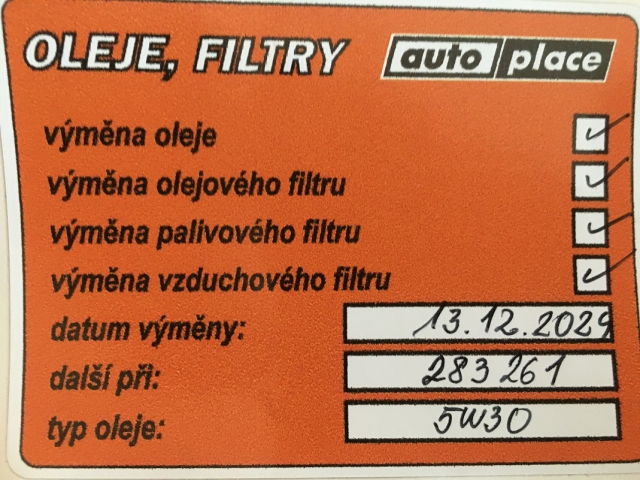 OLEJE, FILTRY auto place
výměna oleje
výměna olejového filtru
výměna palivového filtru
výměna vzduchového filtru
datum výměny: 13.12.2024
další při: 283 261
typ oleje: 5W30